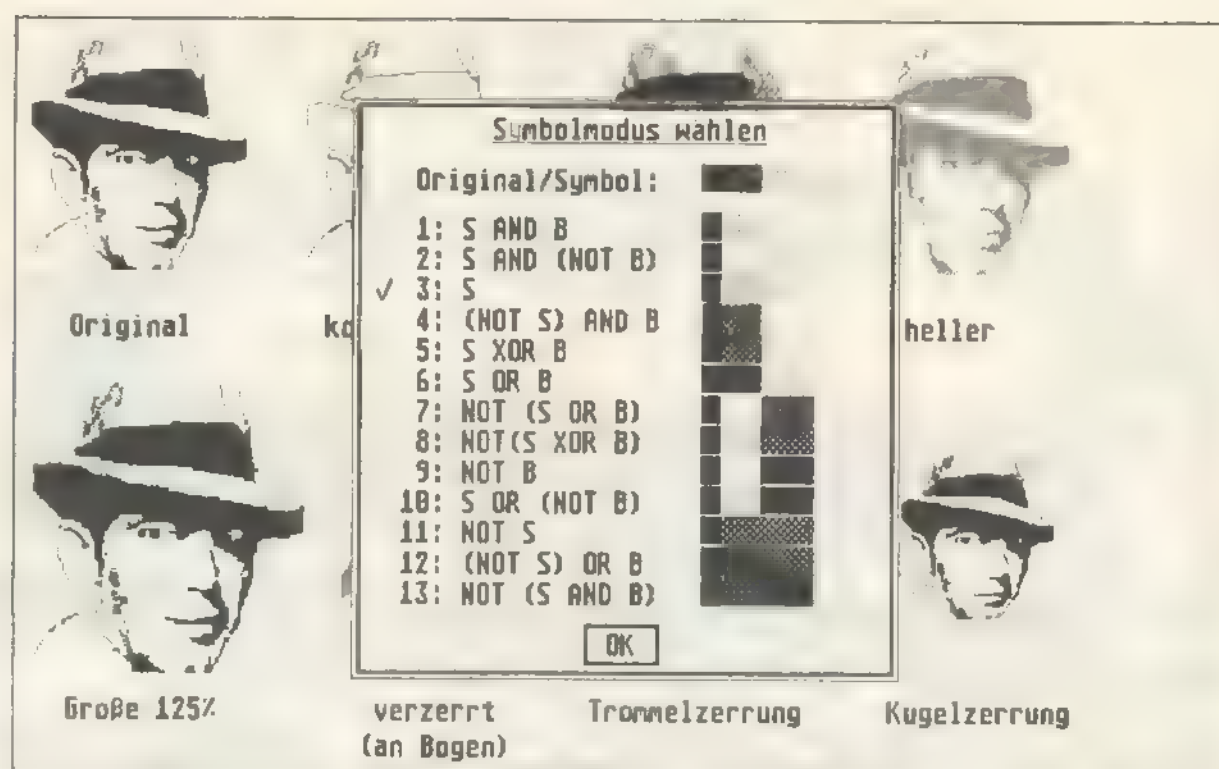 Symbolmodus wählen
Original/Symbol:
1: S AND B
2: S AND (NOT B)
√ 3: S
4: (NOT S) AND B
5: S XOR B
6: S OR B
7: NOT (S OR B)
8: NOT(S XOR B)
9: NOT B
10: S OR (NOT B)
11: NOT S
12: (NOT S) OR B
13: NOT (S AND B)
OK
Original
heller
Größe 125%
verzerrt
(an Bogen)
Trommelzerrung
Kugelzerrung